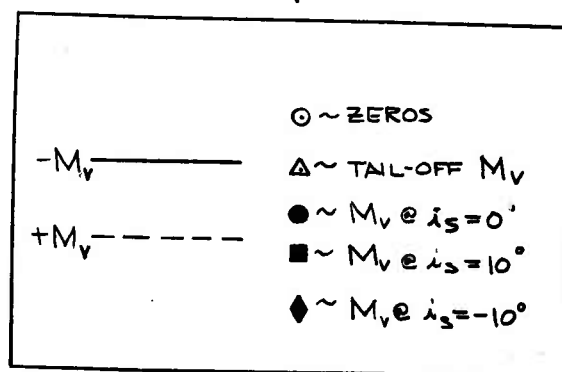 ⊙ ~ ZEROS
-Mᵥ
△ ~ TAIL-OFF Mᵥ
● ~ Mᵥ @ iₛ=0°
+Mᵥ
■ ~ Mᵥ @ iₛ=10°
◆ ~ Mᵥ @ iₛ=-10°